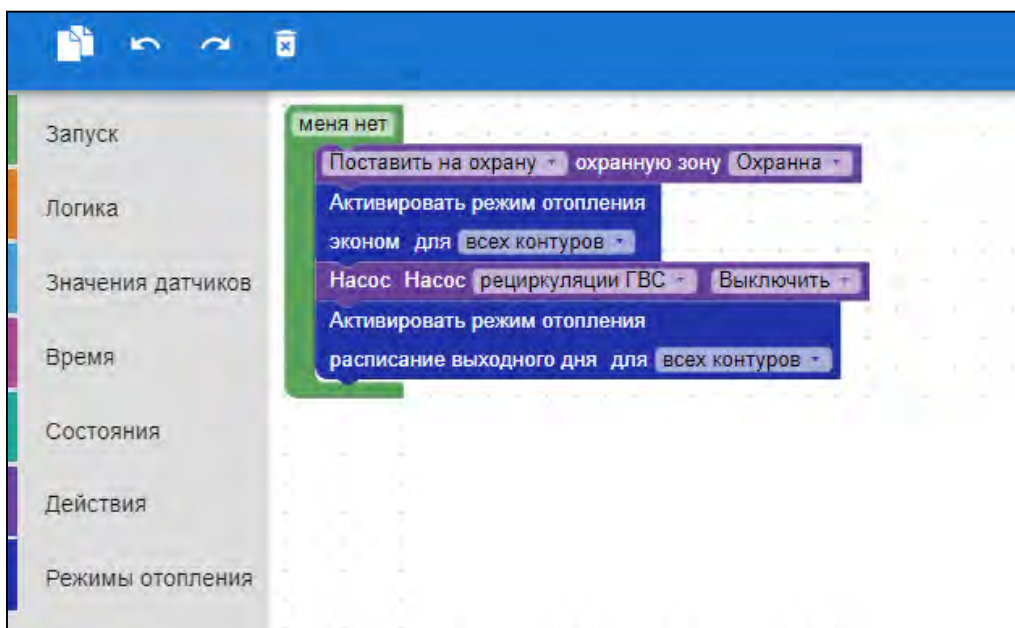 Запуск
Логика
Значения датчиков
Время
Состояния
Действия
Режимы отопления
меня нет
Поставить на охрану охранную зону Охранна
Активировать режим отопления
эконом для всех контуров
Насос Насос рециркуляции ГВС Выключить
Активировать режим отопления
расписание выходного дня для всех контуров